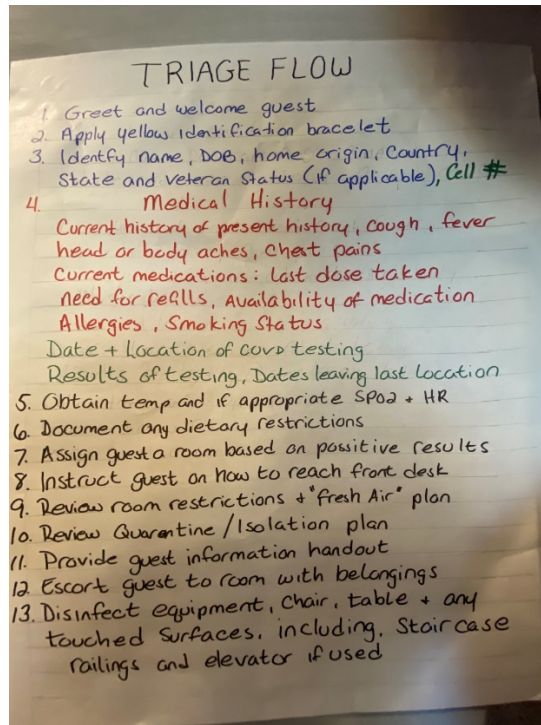 TRIAGE FLOW
1. Greet and welcome guest
2. Apply yellow Identification bracelet
3. Identfy name, DOB, home origin, Country,
State and veteran Status (if applicable), Cell #
4. Medical History
Current history of present history, cough, fever
head or body aches, chest pains
Current medications: last dose taken
need for refills, Availability of medication
Allergies, Smoking Status
Date + Location of covd testing
Results of testing, Dates leaving last location
5. Obtain temp and if appropriate SPO2 + HR
6. Document any dietary restrictions
7. Assign guest a room based on possitive results
8. Instruct guest on how to reach front desk
9. Review room restrictions + "fresh Air" plan
10. Review Quarentine / Isolation plan
11. Provide guest information handout
12 Escort guest to room with belongings
13. Disinfect equipment, Chair, table + any
touched surfaces, including, Stair case
railings and elevator if used